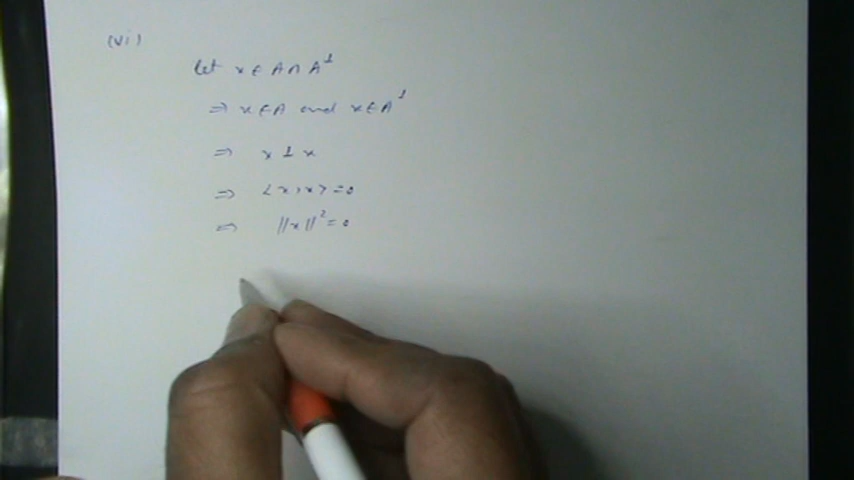 (vi)
let x ∈ A ∩ A^⊥
⇒ x ∈ A and x ∈ A^⊥
⇒ x ⊥ x
⇒ <x, x> = 0
⇒ ||x||² = 0